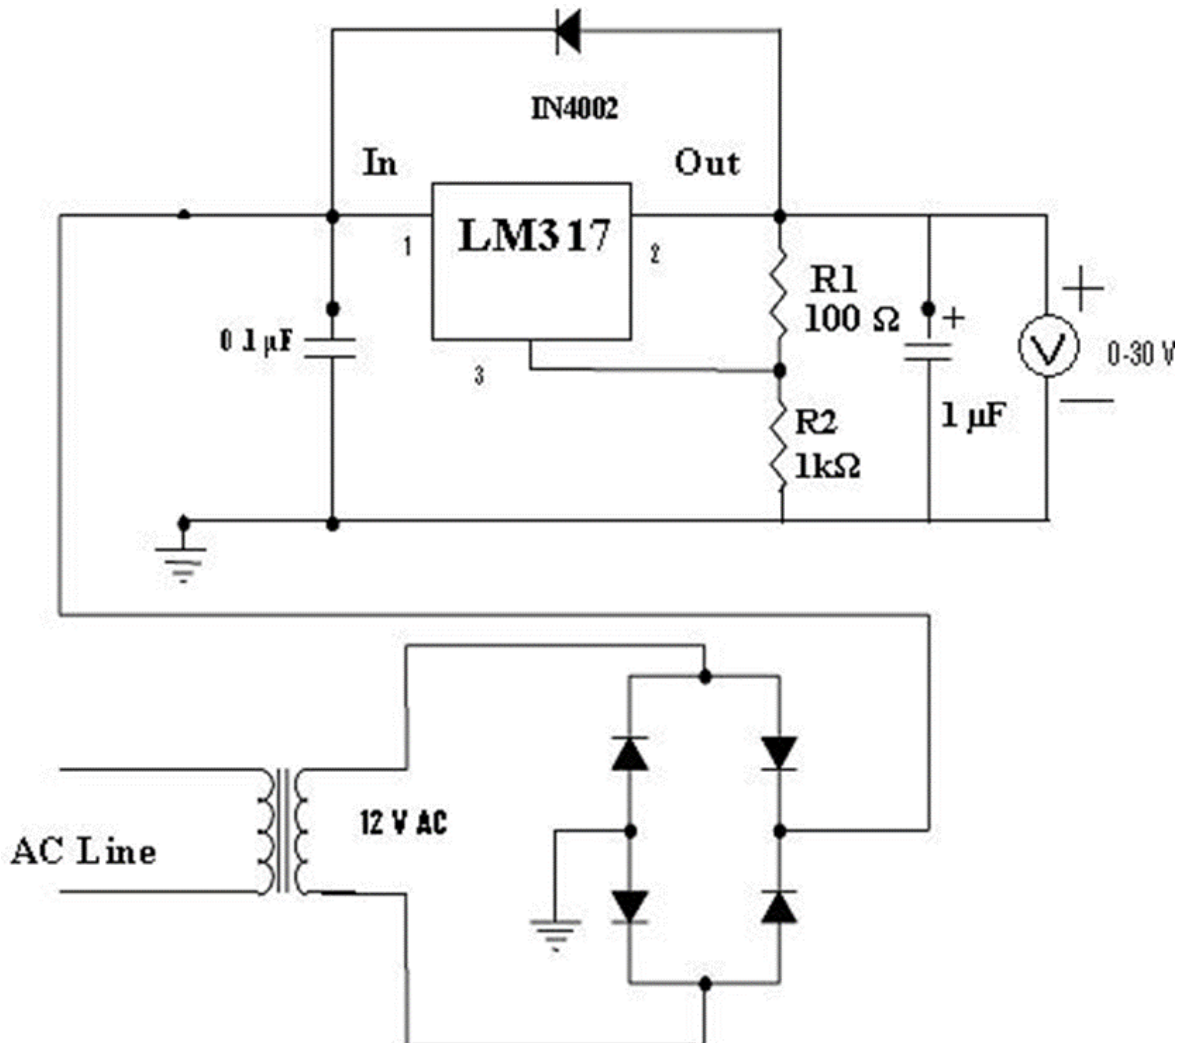 IN4002
In
Out
LM317
1
2
3
R1
100 Ω
+
0.1 µF
+
V
0-30 V
R2
1kΩ
1 µF
12 V AC
AC Line